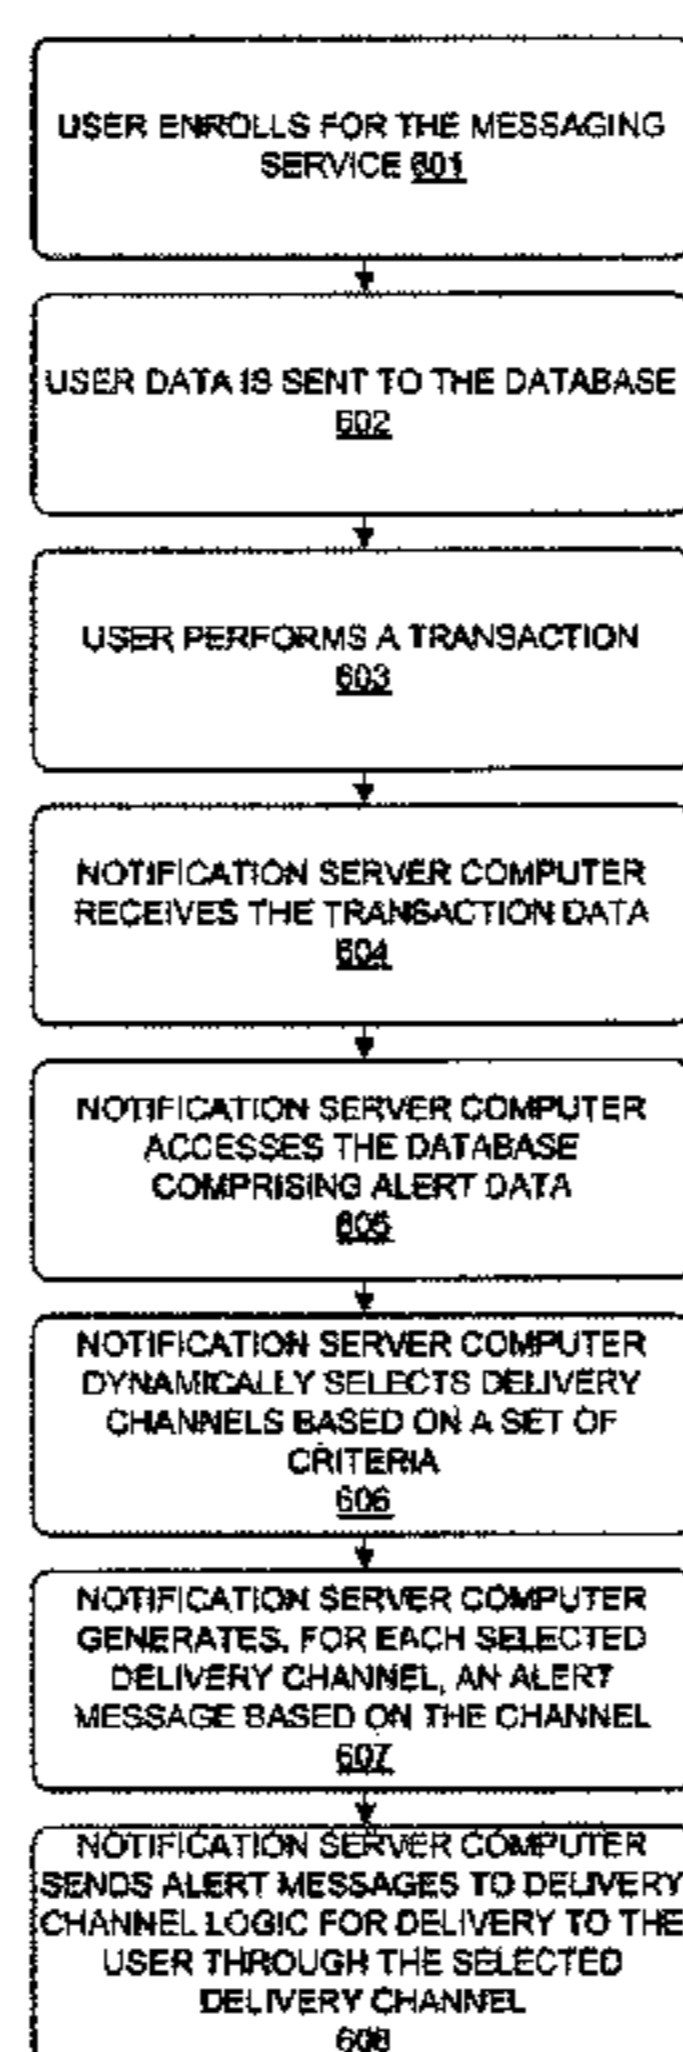 USER ENROLLS FOR THE MESSAGING
SERVICE 601
USER DATA IS SENT TO THE DATABASE
602
USER PERFORMS A TRANSACTION
603
NOTIFICATION SERVER COMPUTER
RECEIVES THE TRANSACTION DATA
604
NOTIFICATION SERVER COMPUTER
ACCESSES THE DATABASE
COMPRISING ALERT DATA
605
NOTIFICATION SERVER COMPUTER
DYNAMICALLY SELECTS DELIVERY
CHANNELS BASED ON A SET OF
CRITERIA
606
NOTIFICATION SERVER COMPUTER
GENERATES, FOR EACH SELECTED
DELIVERY CHANNEL, AN ALERT
MESSAGE BASED ON THE CHANNEL
607
NOTIFICATION SERVER COMPUTER
SENDS ALERT MESSAGES TO DELIVERY
CHANNEL LOGIC FOR DELIVERY TO THE
USER THROUGH THE SELECTED
DELIVERY CHANNEL
608